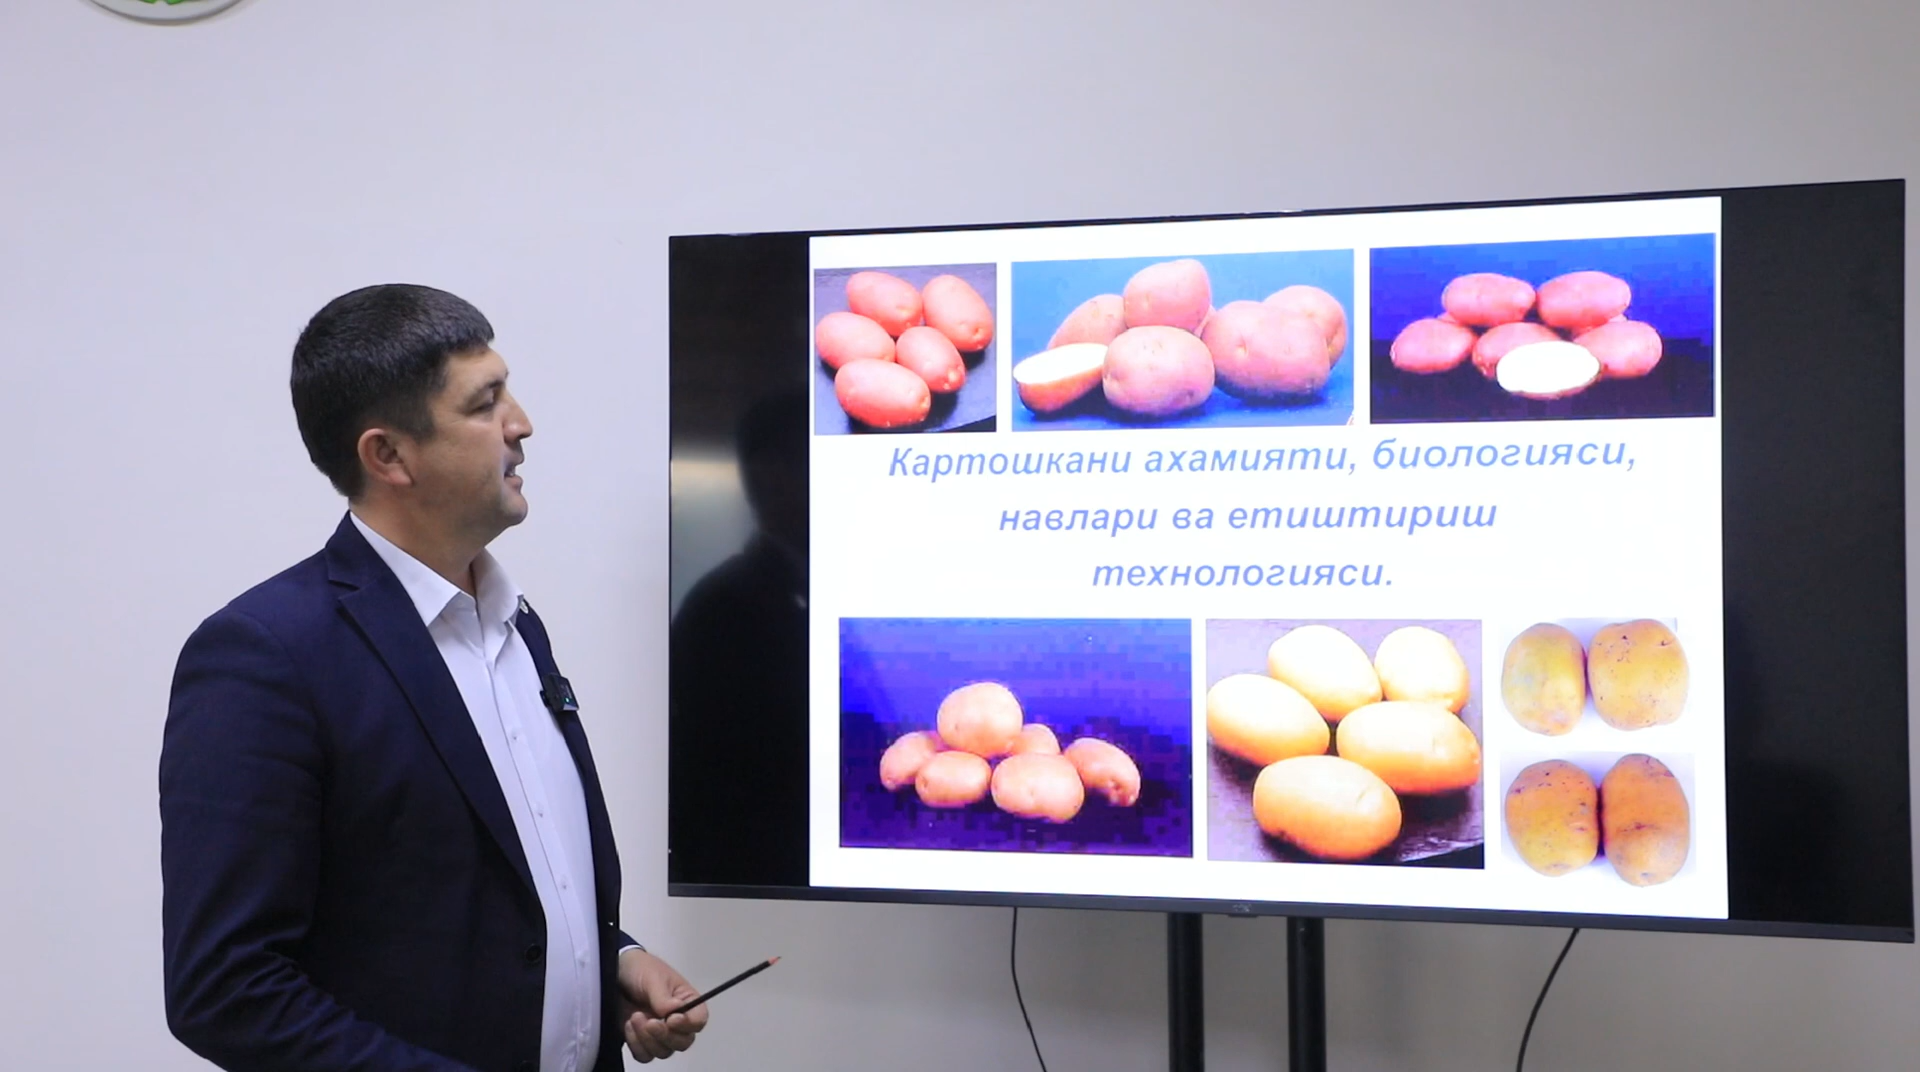 Картошкани ахамияти, биологияси,
навлари ва етиштириш
технологияси.